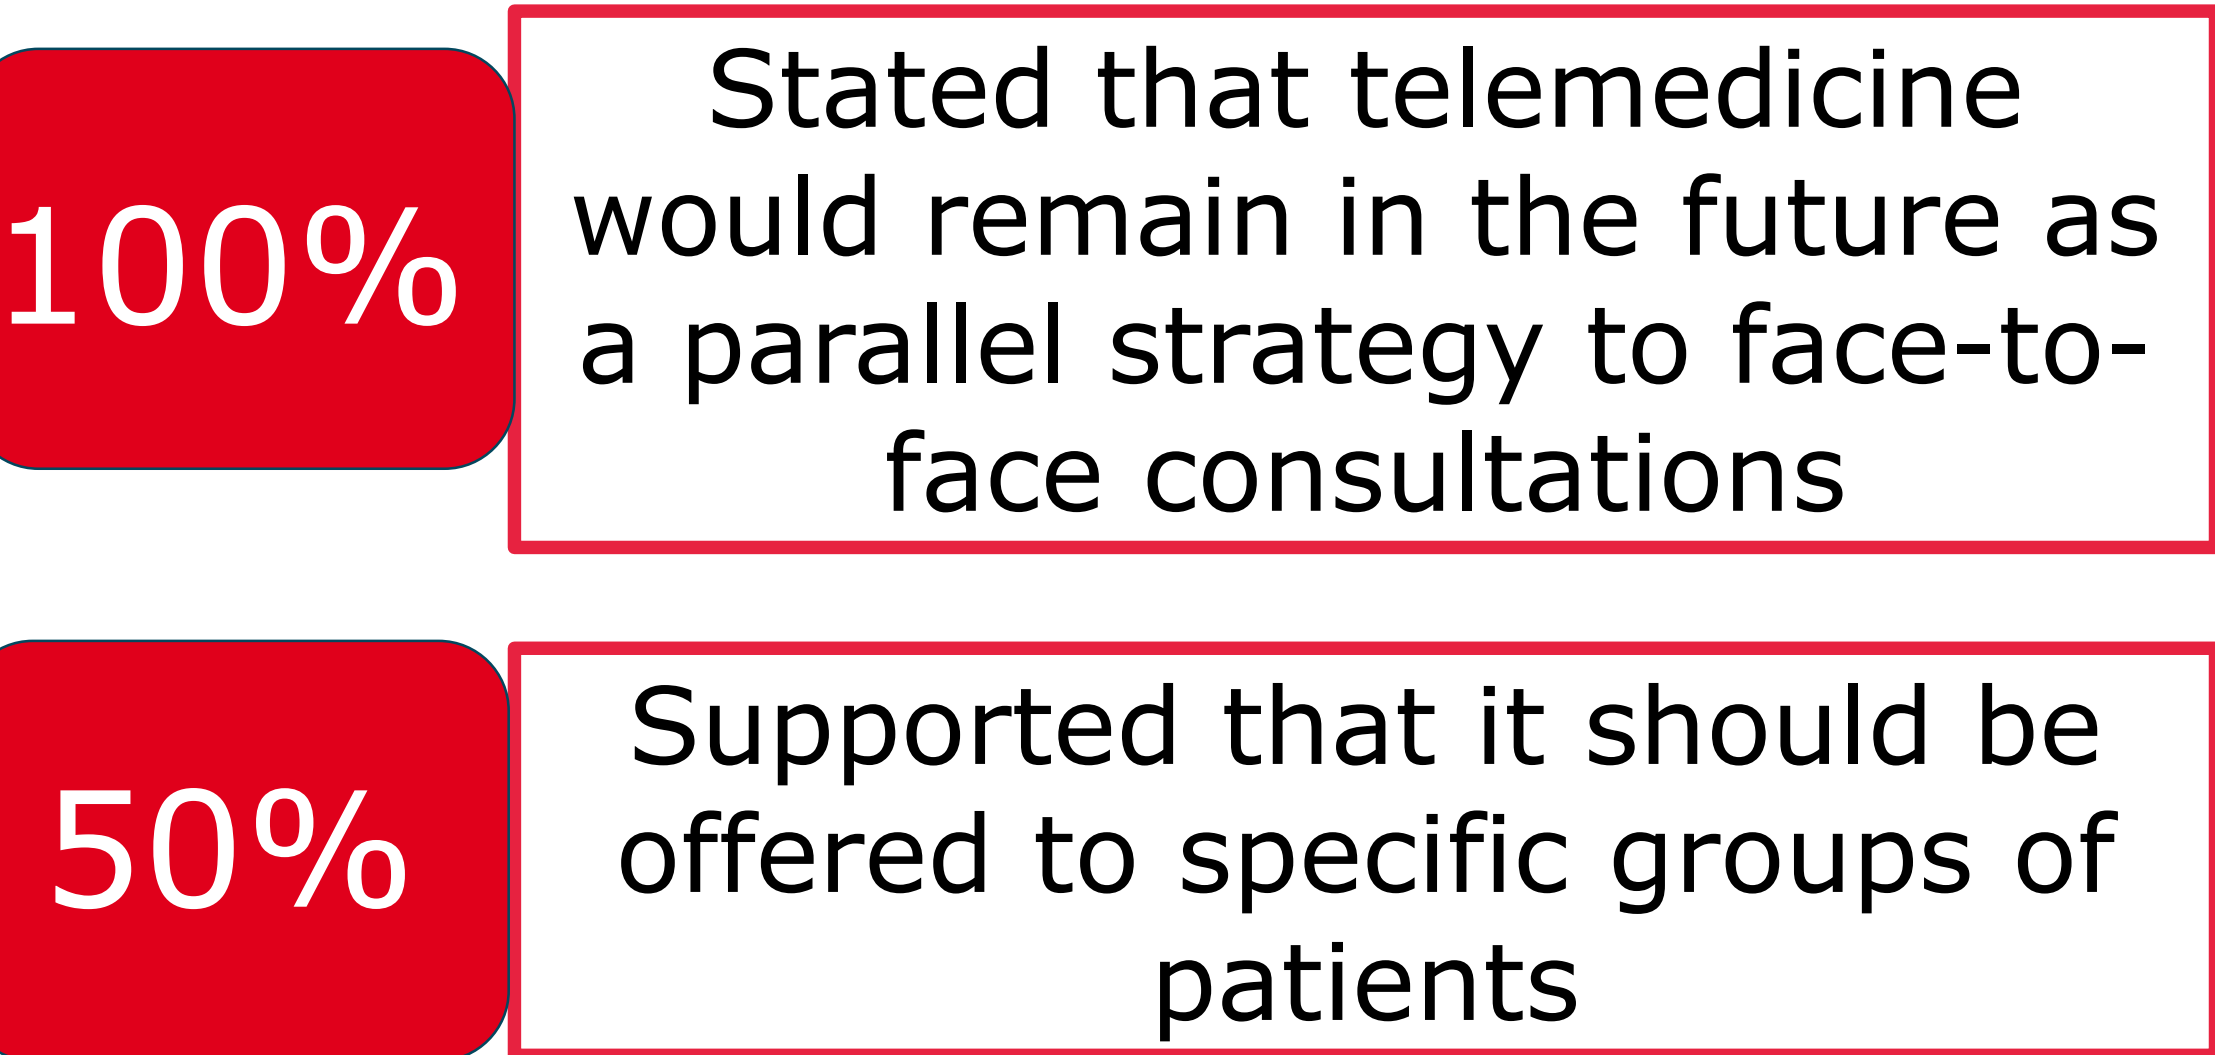 100%
Stated that telemedicine
would remain in the future as
a parallel strategy to face-to-
face consultations
50%
Supported that it should be
offered to specific groups of
patients